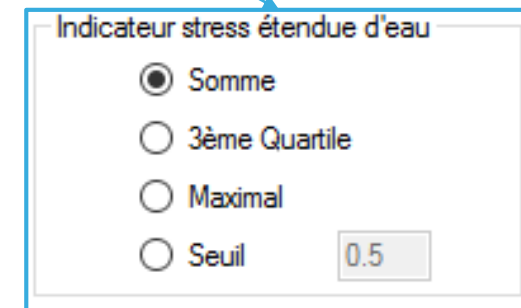 Indicateur stress étendue d'eau
Somme
3ème Quartile
Maximal
Seuil 0.5